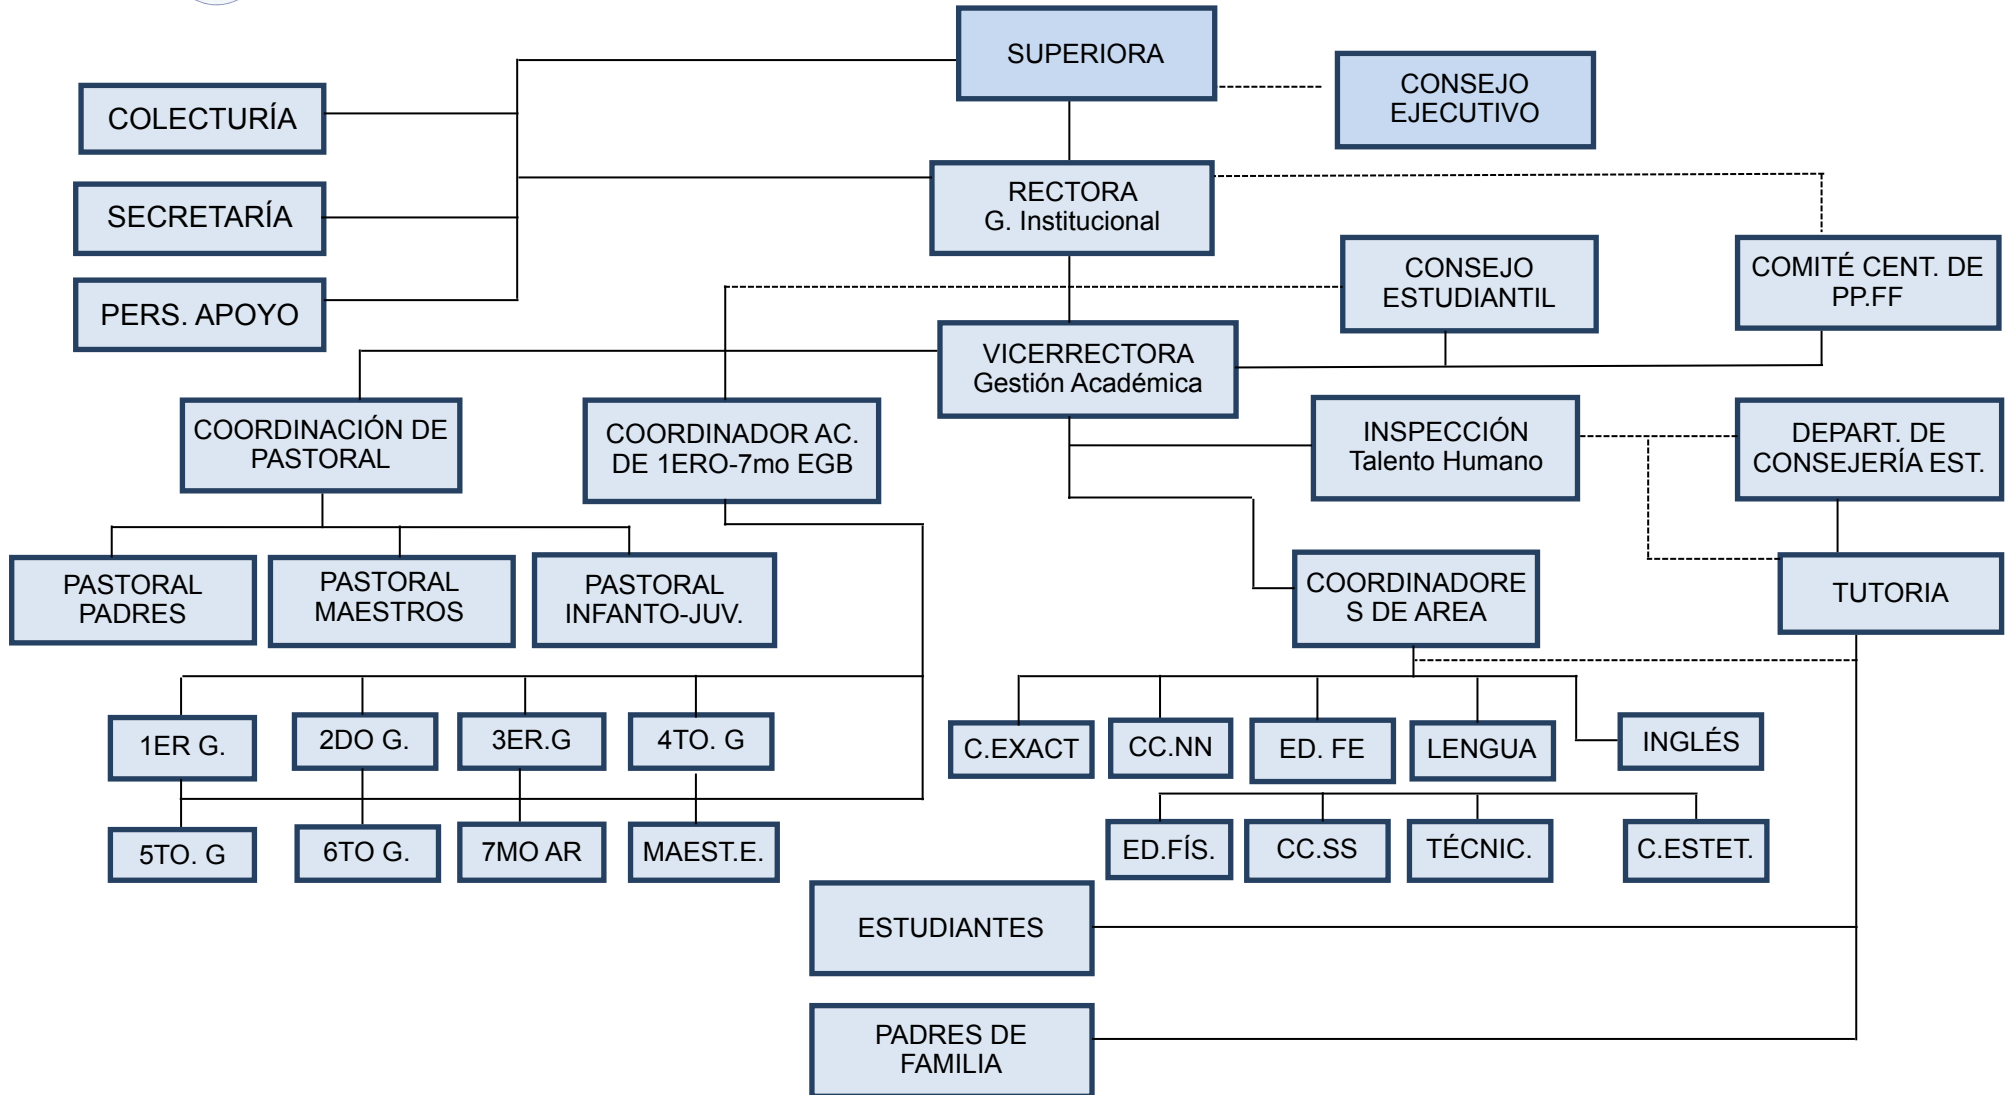 SUPERIORA
CONSEJO
EJECUTIVO
COLECTURÍA
SECRETARÍA
RECTORA
G. Institucional
PERS. APOYO
CONSEJO
ESTUDIANTIL
COMITÉ CENT. DE
PP.FF
VICERRECTORA
Gestión Académica
COORDINACIÓN DE
PASTORAL
COORDINADOR AC.
DE 1ERO-7mo EGB
INSPECCIÓN
Talento Humano
DEPART. DE
CONSEJERÍA EST.
PASTORAL
PADRES
PASTORAL
MAESTROS
PASTORAL
INFANTO-JUV.
COORDINADORE
S DE AREA
TUTORIA
1ER G.
2DO G.
3ER.G
4TO. G
C.EXACT
CC.NN
ED. FE
LENGUA
INGLÉS
5TO. G
6TO G.
7MO AR
MAEST.E.
ED.FÍS.
CC.SS
TÉCNIC.
C.ESTET.
ESTUDIANTES
PADRES DE
FAMILIA